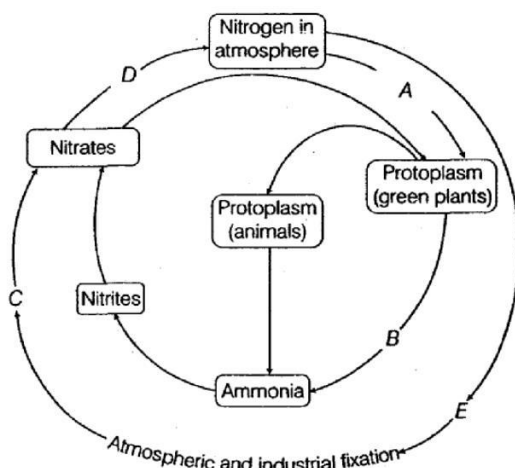 Nitrogen in
atmosphere
D
A
Nitrates
Protoplasm
(green plants)
Protoplasm
(animals)
C
Nitrites
B
Ammonia
E
Atmospheric and industrial fixation